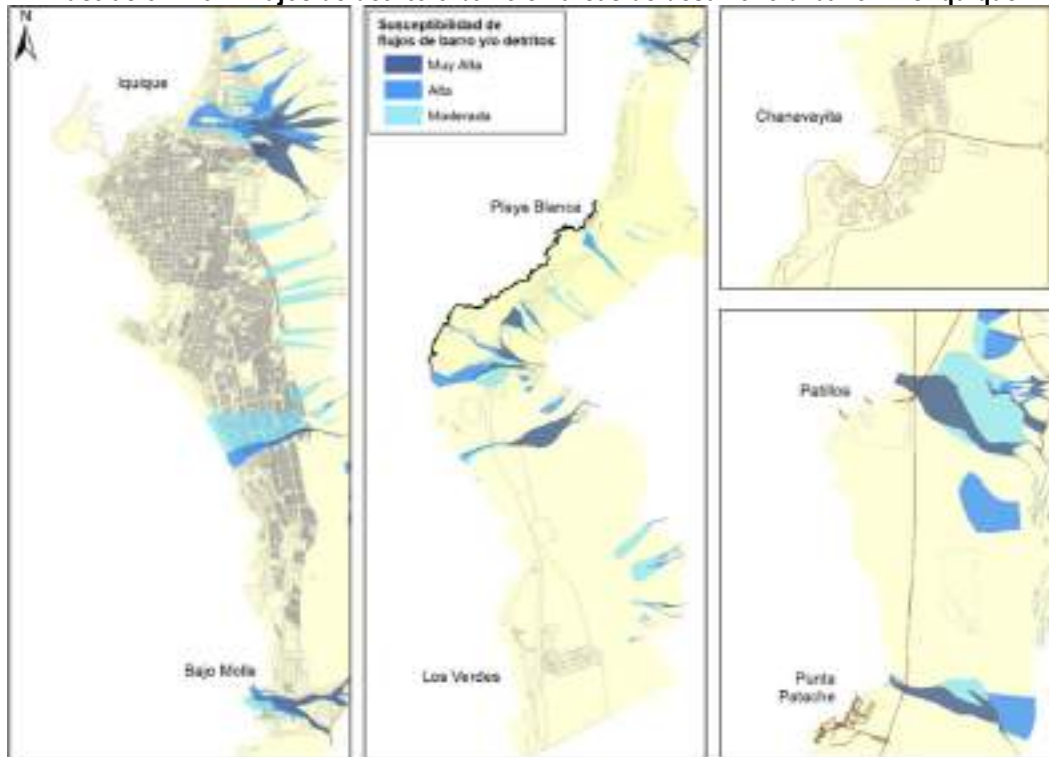 N
Iquique
Bajo Molle
Susceptibilidad de
flujos de barro y/o detritos
Muy Alta
Alta
Moderada
Playa Blanca
Los Verdes
Chanavayita
Patillos
Punta
Patache